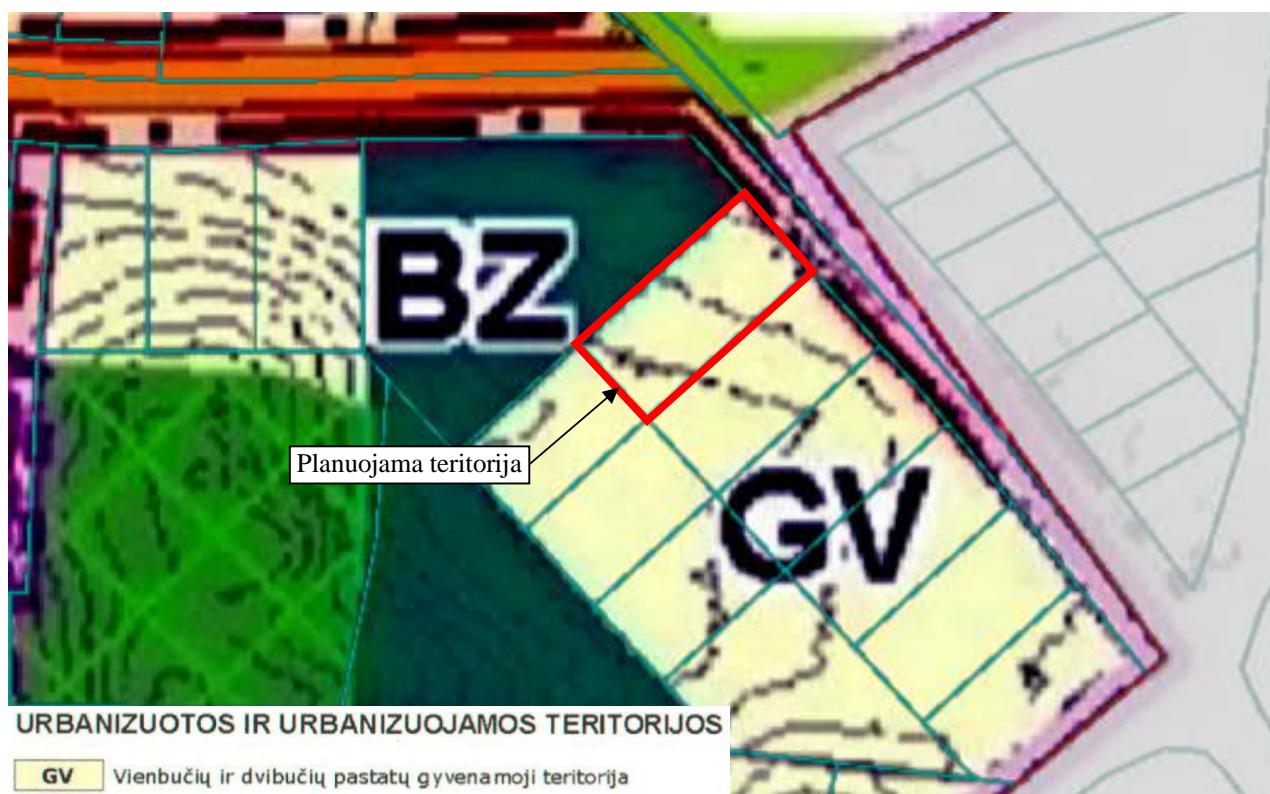 BZ
Planuojama teritorija
GV
URBANIZUOTOS IR URBANIZUOJAMOS TERITORIJOS
GV Vienbučių ir dvibučių pastatų gyvenamoji teritorija